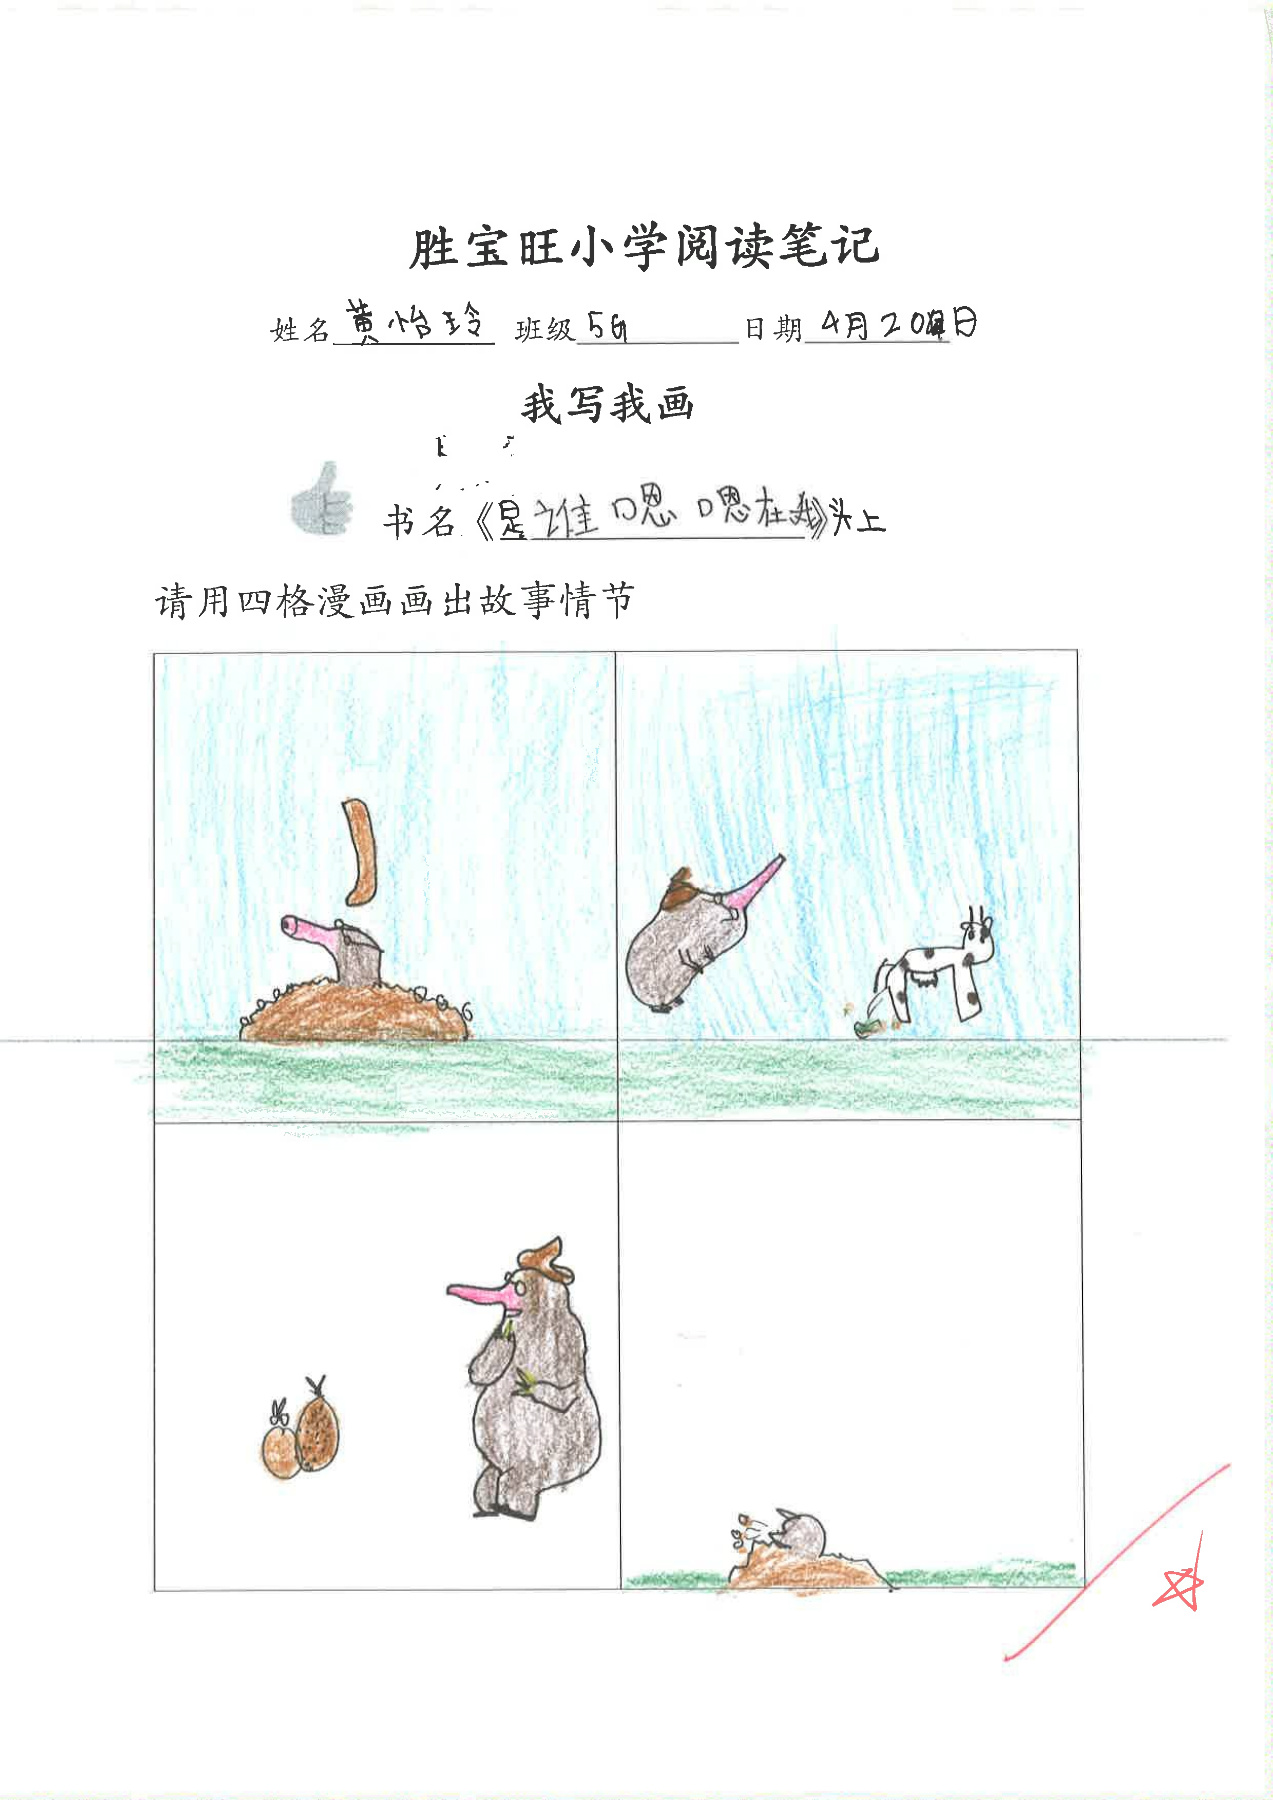 胜宝旺小学阅读笔记
姓名 黄怡玲 班级 5G 日期 4月20日
我写我画
书名《是谁嗯嗯在我》头上
请用四格漫画画出故事情节